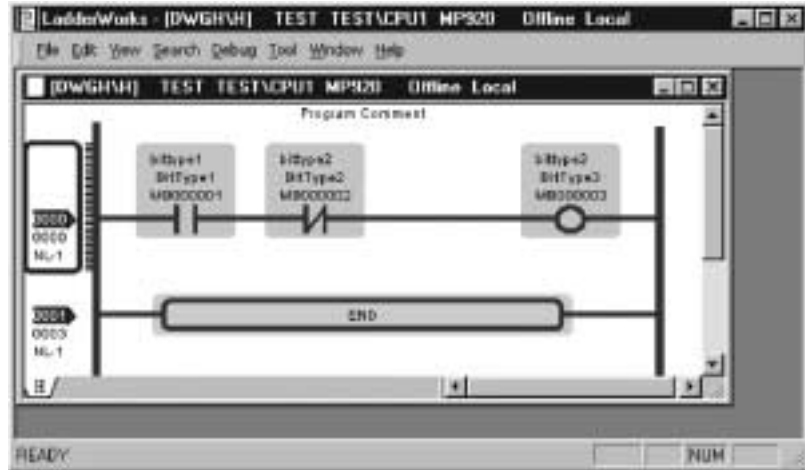 LadderWorks - [DWGH\H] TEST TEST\CPU1 MP920 Offline Local
File Edit View Search Debug Tool Window Help
[DWGH\H] TEST TEST\CPU1 MP920 Offline Local
Program Comment
bittype1 bittype2 bittype3
BitType1 BitType2 BitType3
MB000001 MB000002 MB000003
0000
0000
NL-1
0001 END
0003
NL-1
H
READY NUM